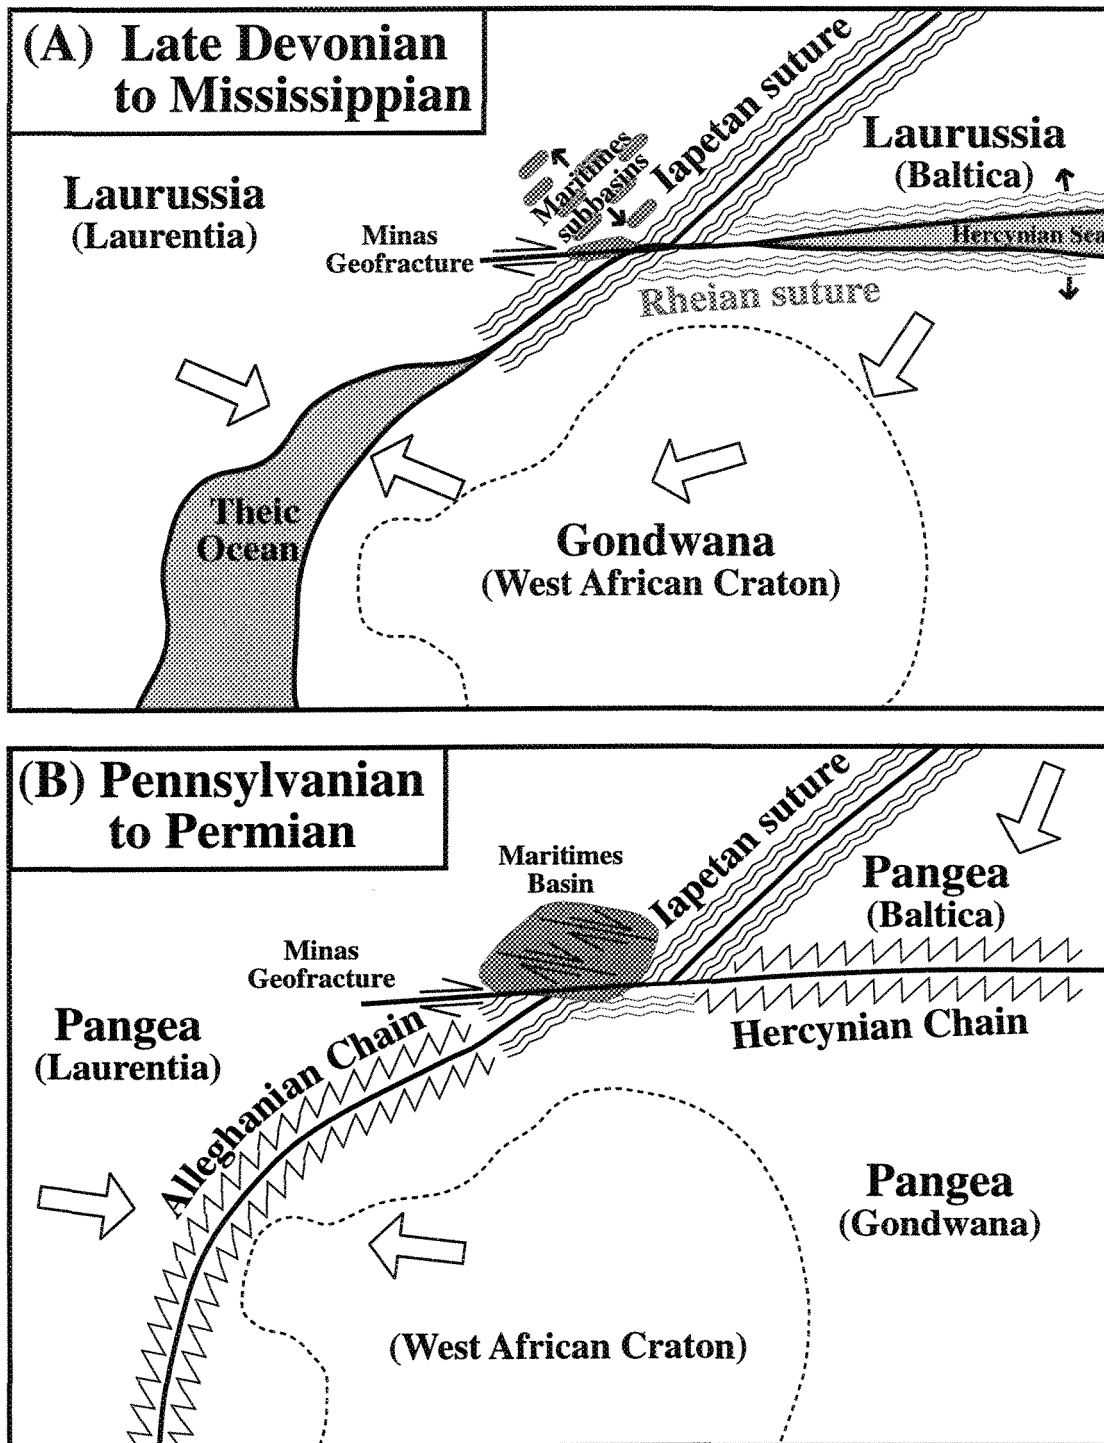 (A) Late Devonian
to Mississippian
Iapetan suture
Laurussia
(Baltica)
Maritimes
subbasins
Laurussia
(Laurentia)
Minas
Geofracture
Hercynian Sea
Rheian suture
Theic
Ocean
Gondwana
(West African Craton)
(B) Pennsylvanian
to Permian
Iapetan suture
Maritimes
Basin
Pangea
(Baltica)
Minas
Geofracture
Pangea
(Laurentia)
Alleghanian Chain
Hercynian Chain
Pangea
(Gondwana)
(West African Craton)